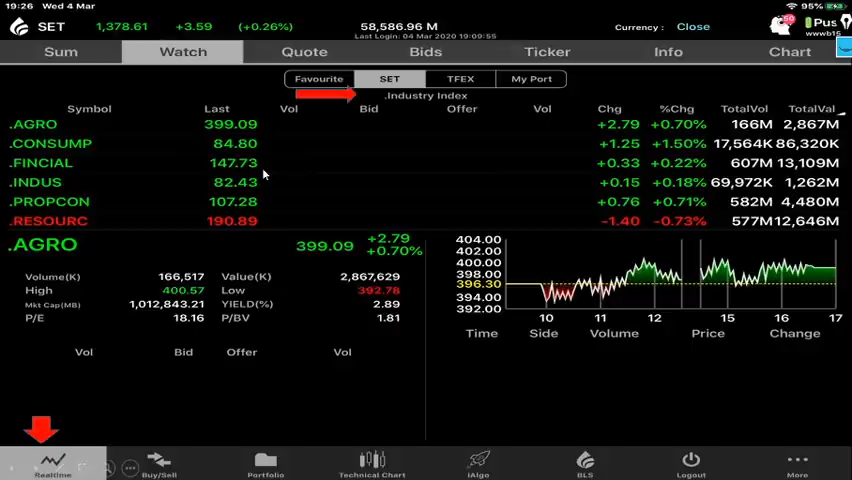 19:26 Wed 4 Mar 95%
SET 1,378.61 +3.59 (+0.26%) 58,586.96 M Currency : Close 50 Pus
Last Login: 04 Mar 2020 19:09:55 wwwb15
Sum Watch Quote Bids Ticker Info Chart
Favourite SET TFEX My Port
.Industry Index
Symbol Last Vol Bid Offer Vol Chg %Chg TotalVol TotalVal
.AGRO 399.09 +2.79 +0.70% 166M 2,867M
.CONSUMP 84.80 +1.25 +1.50% 17,564K 86,320K
.FINCIAL 147.73 +0.33 +0.22% 607M 13,109M
.INDUS 82.43 +0.15 +0.18% 69,972K 1,262M
.PROPCON 107.28 +0.76 +0.71% 582M 4,480M
.RESOURC 190.89 -1.40 -0.73% 577M 12,646M
.AGRO 399.09 +2.79 +0.70%
Volume(K) 166,517 Value(K) 2,867,629
High 400.57 Low 392.78
Mkt Cap(MB) 1,012,843.21 YIELD(%) 2.89
P/E 18.16 P/BV 1.81
Vol Bid Offer Vol
404.00
402.00
400.00
398.00
396.30
394.00
392.00
10 11 12 15 16 17
Time Side Volume Price Change
Realtime Buy/Sell Portfolio Technical Chart iAlgo BLS Logout More